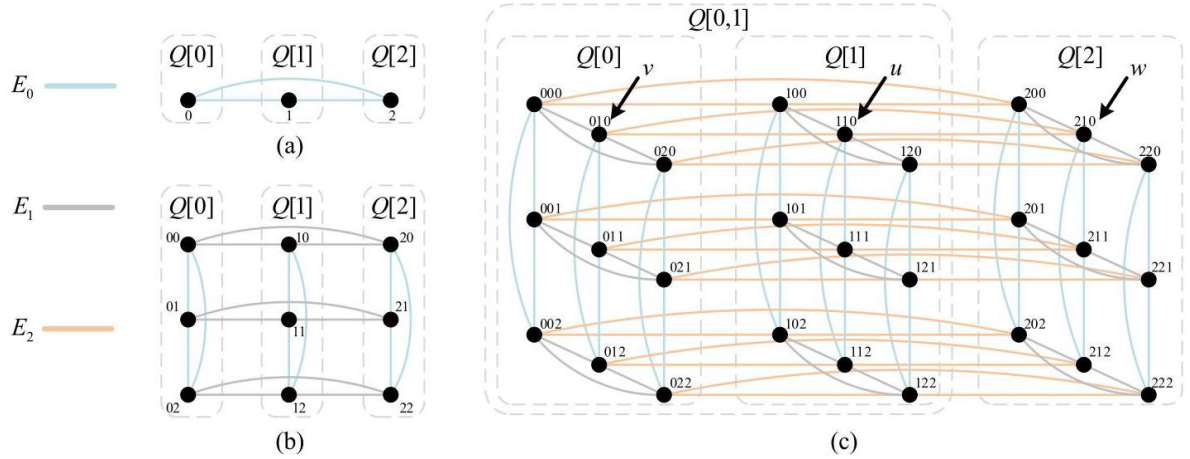 Q[0] Q[1] Q[2]
E₀
0 1 2
(a)
E₁
Q[0] Q[1] Q[2]
00 10 20
01 11 21
02 12 22
E₂
(b)
Q[0,1]
Q[0] Q[1] Q[2]
v u w
000 100 200
010 110 210
020 120 220
001 101 201
011 111 211
021 121 221
002 102 202
012 112 212
022 122 222
(c)